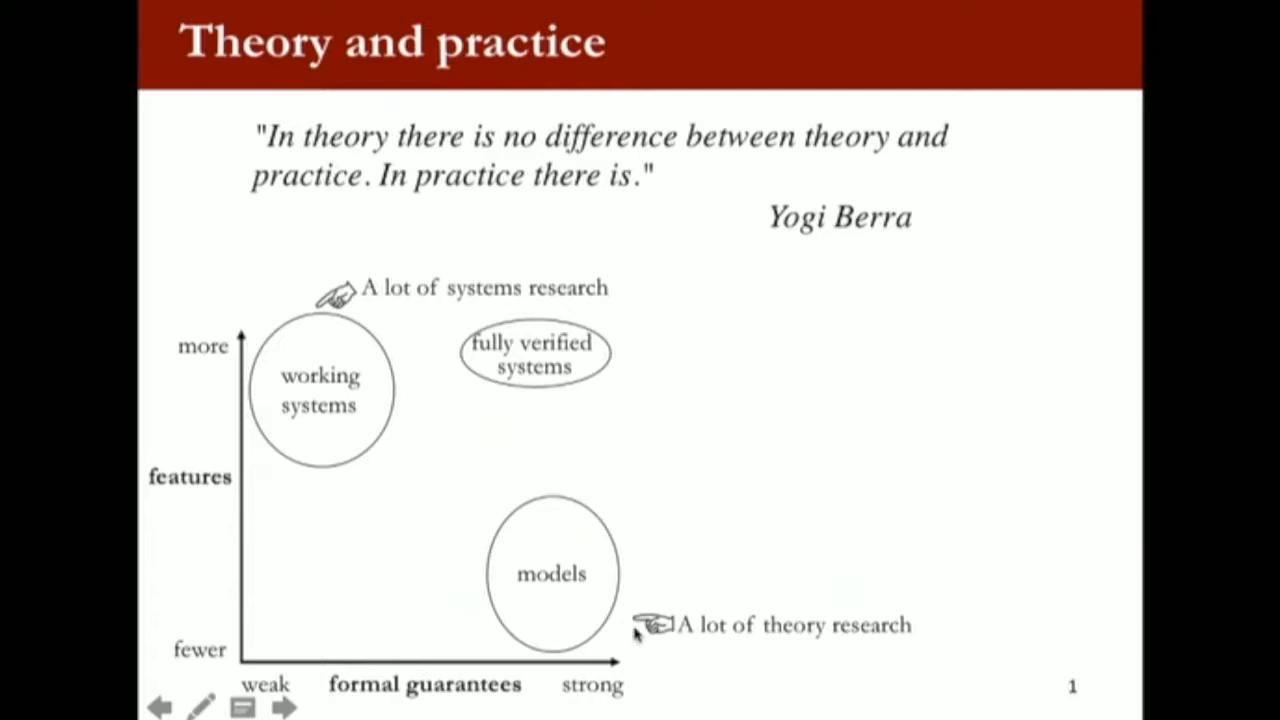 Theory and practice
"In theory there is no difference between theory and
practice. In practice there is."
Yogi Berra
A lot of systems research
more
fully verified
systems
working
systems
features
models
A lot of theory research
fewer
weak
formal guarantees
strong
1